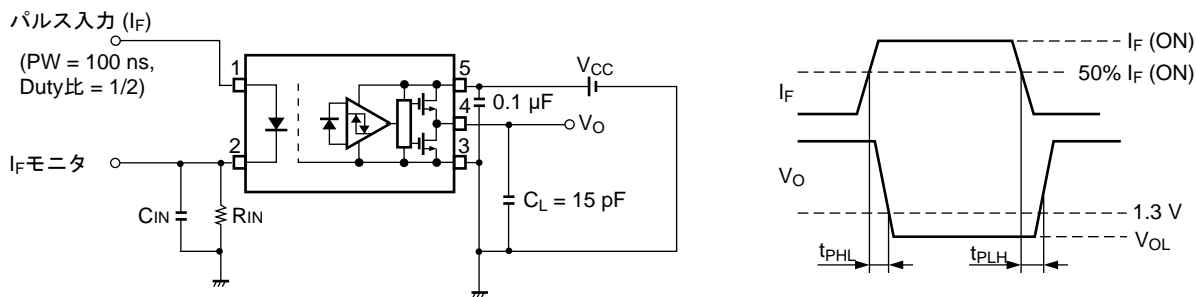 パルス入力 (IF)
(PW = 100 ns,
Duty比 = 1/2)
1
2
IFモニタ
CIN
RIN
5
4
3
0.1 μF
VCC
VO
CL = 15 pF
IF
IF (ON)
50% IF (ON)
VO
1.3 V
VOL
tPHL
tPLH